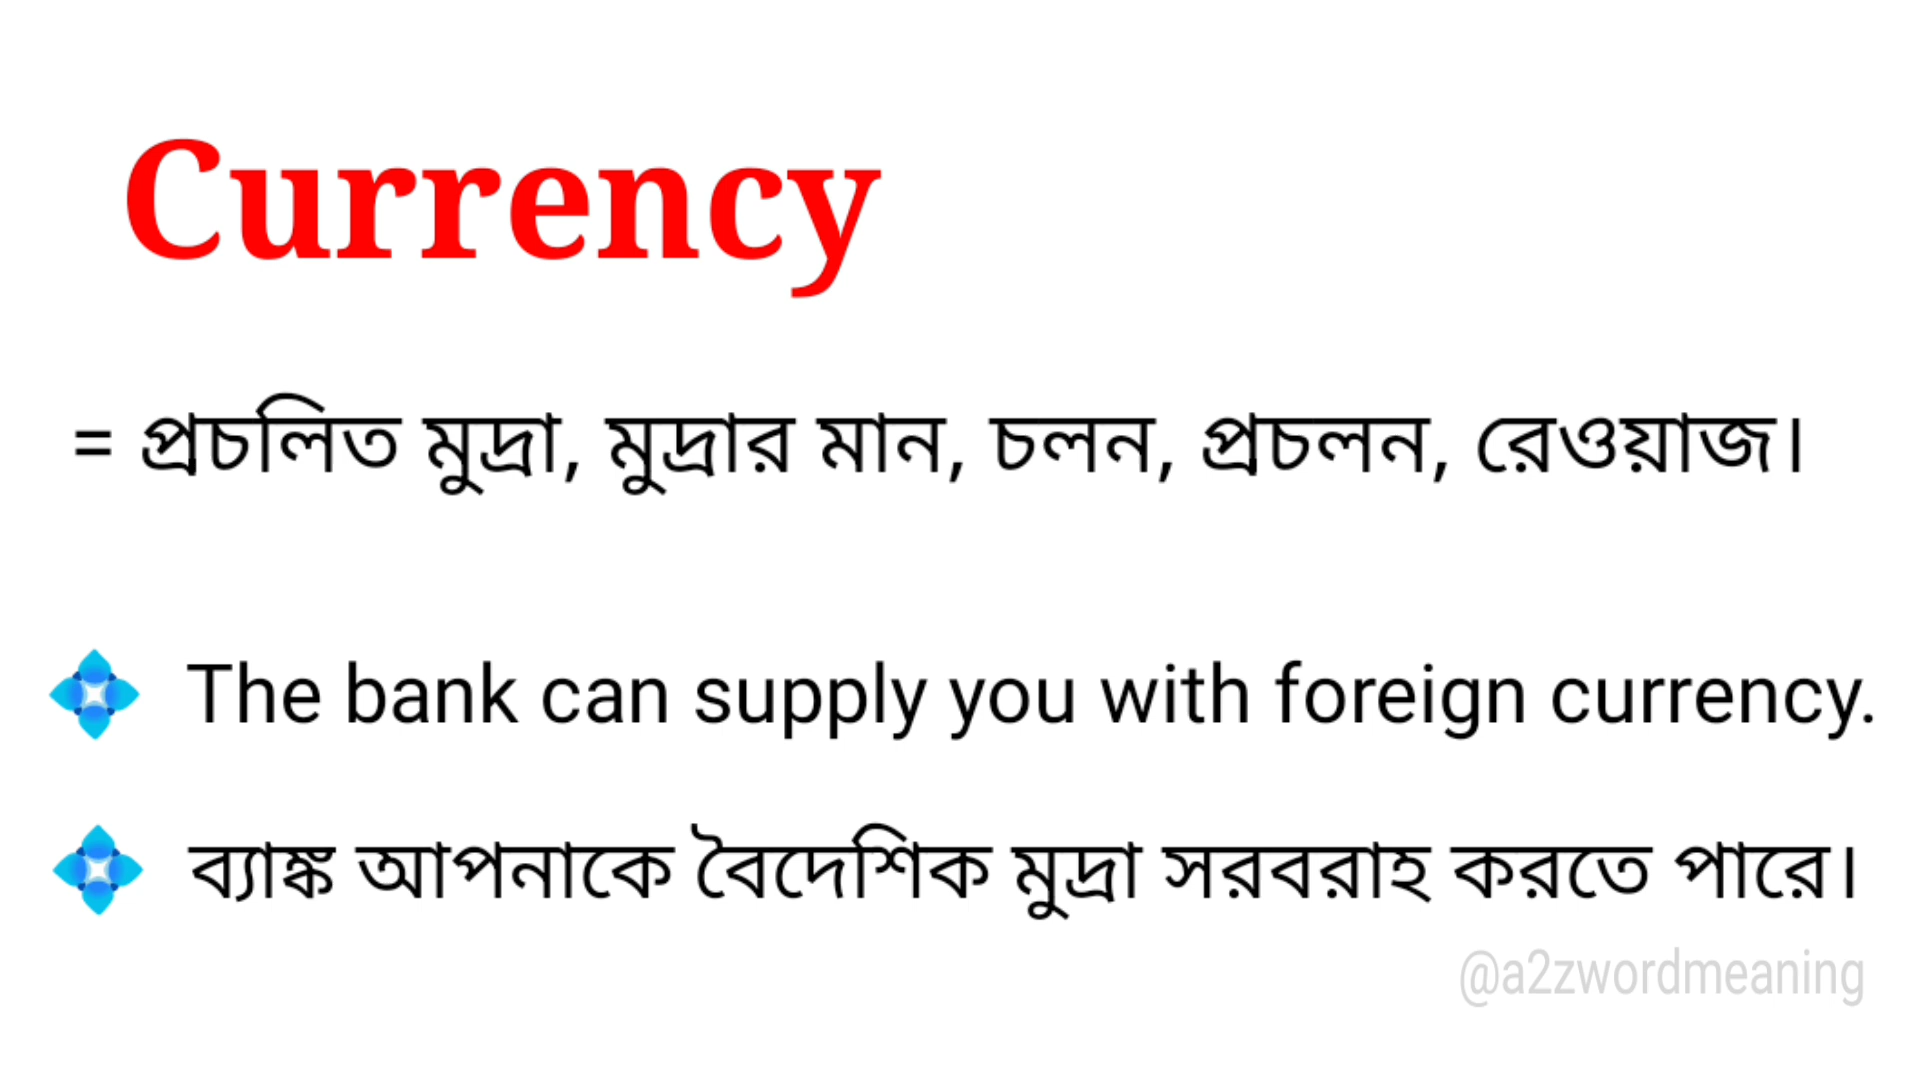 Currency
= প্রচলিত মুদ্রা, মুদ্রার মান, চলন, প্রচলন, রেওয়াজ।
The bank can supply you with foreign currency.
ব্যাঙ্ক আপনাকে বৈদেশিক মুদ্রা সরবরাহ করতে পারে।
@a2zwordmeaning